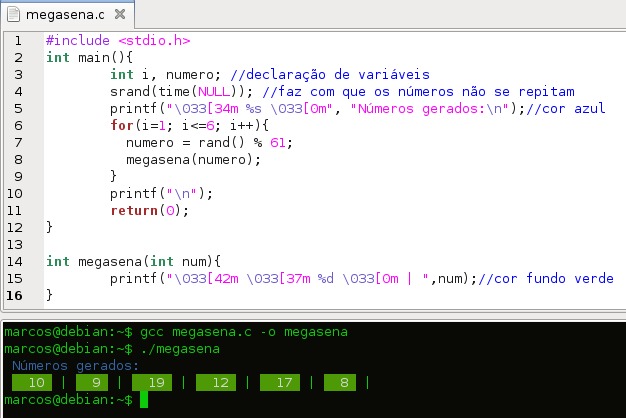 megasena.c
1 #include <stdio.h>
2 int main(){
3 int i, numero; //declaração de variáveis
4 srand(time(NULL)); //faz com que os números não se repitam
5 printf("\033[34m %s \033[0m", "Números gerados:\n");//cor azul
6 for(i=1; i<=6; i++){
7 numero = rand() % 61;
8 megasena(numero);
9 }
10 printf("\n");
11 return(0);
12 }
13
14 int megasena(int num){
15 printf("\033[42m \033[37m %d \033[0m | ",num);//cor fundo verde
16 }
marcos@debian:~$ gcc megasena.c -o megasena
marcos@debian:~$ ./megasena
Números gerados:
10 | 9 | 19 | 12 | 17 | 8 |
marcos@debian:~$